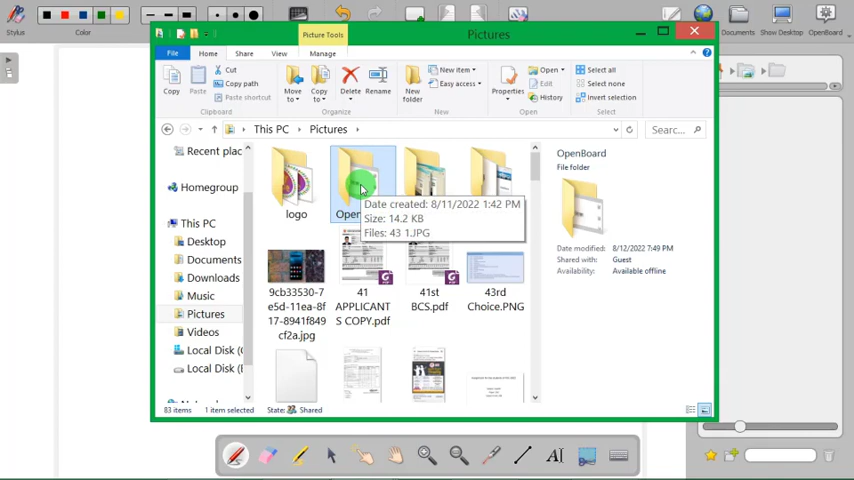 Stylus
Color
Documents
Show Desktop
OpenBoard
Picture Tools
Pictures
File
Home
Share
View
Manage
Copy
Paste
Cut
Copy path
Paste shortcut
Clipboard
Move to
Copy to
Delete
Rename
Organize
New folder
New item
Easy access
New
Properties
Open
Edit
History
Open
Select all
Select none
Invert selection
Select
This PC
Pictures
Search...
Recent plac
Homegroup
This PC
Desktop
Documents
Downloads
Music
Pictures
Videos
Local Disk (
Local Disk (
logo
Open
Date created: 8/11/2022 1:42 PM
Size: 14.2 KB
Files: 43 1.JPG
9cb33530-7
e5d-11ea-8f
17-8941f849
cf2a.jpg
41
APPLICANT
S COPY.pdf
41st
BCS.pdf
43rd
Choice.PNG
OpenBoard
File folder
Date modified: 8/12/2022 7:49 PM
Shared with: Guest
Availability: Available offline
83 items
1 item selected
State: Shared